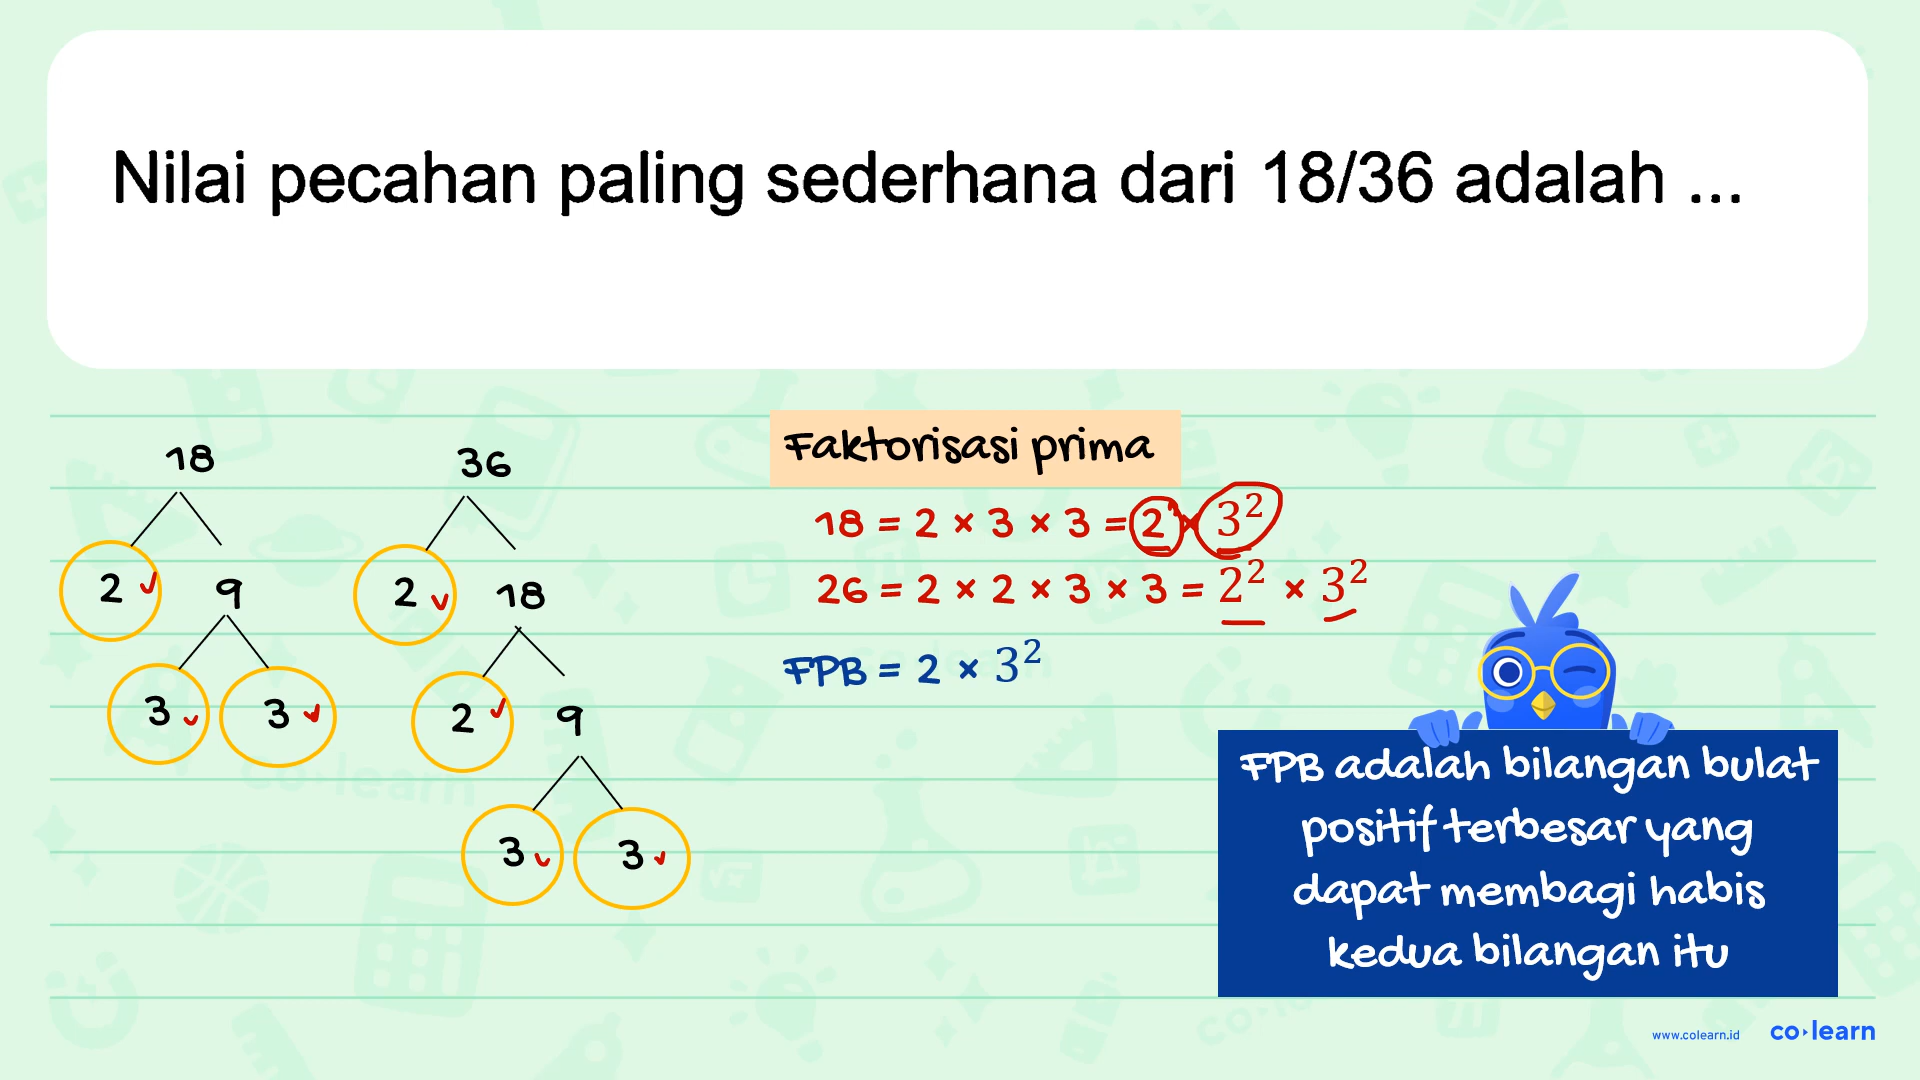 Nilai pecahan paling sederhana dari 18/36 adalah ...
18
2 9
3 3
36
2 18
2 9
3 3
Faktorisasi prima
18 = 2 × 3 × 3 = 2 × 3²
26 = 2 × 2 × 3 × 3 = 2² × 3²
FPB = 2 × 3²
FPB adalah bilangan bulat
positif terbesar yang
dapat membagi habis
kedua bilangan itu
www.colearn.id
co·learn